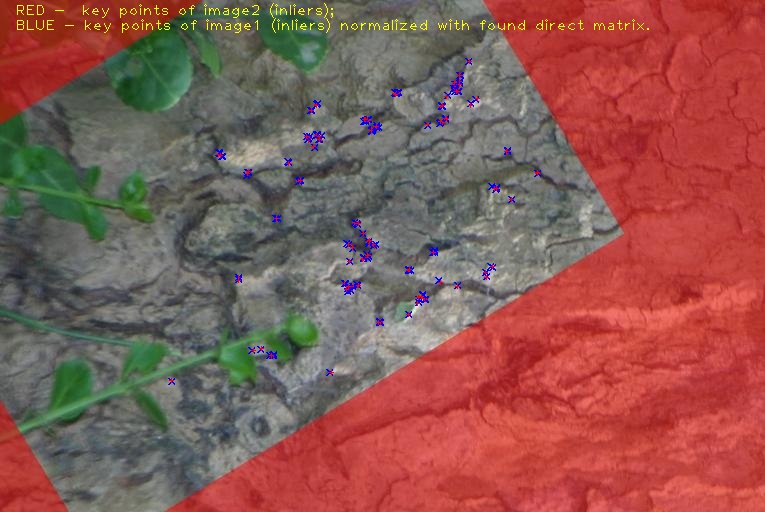 RED -  key points of image2 (inliers);
BLUE - key points of image1 (inliers) normalized with found direct matrix.